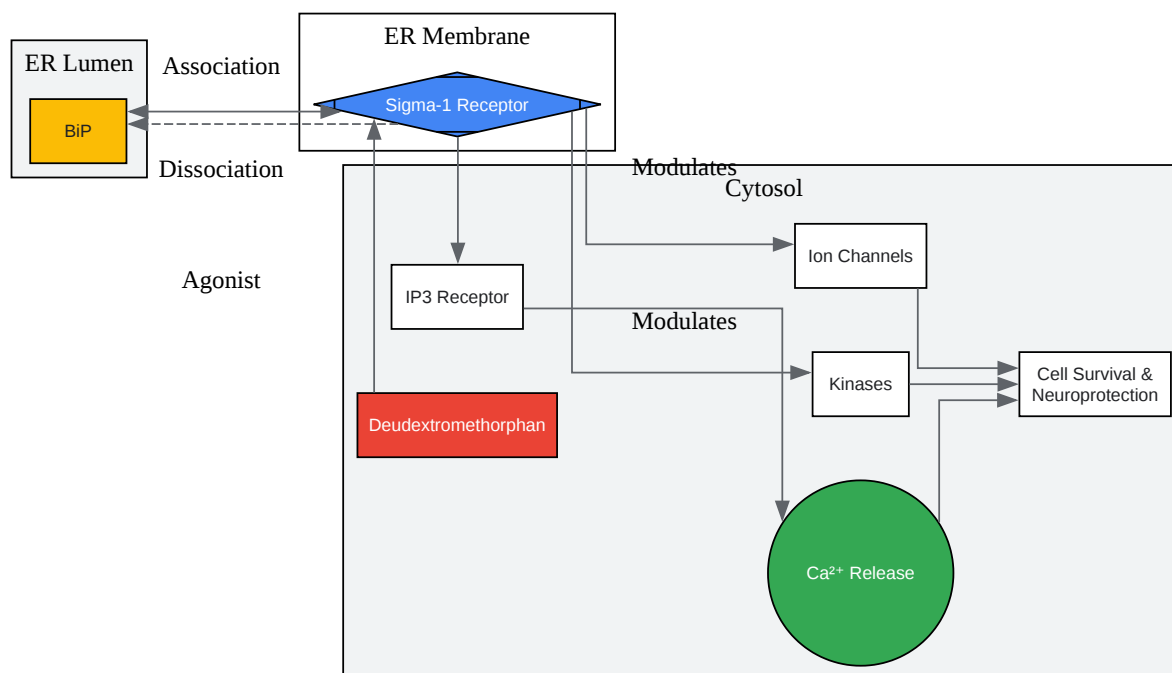 ER Membrane
ER Lumen
Association
Sigma-1 Receptor
BiP
Dissociation
Modulates
Cytosol
Ion Channels
Agonist
IP3 Receptor
Modulates
Kinases
Cell Survival &
Neuroprotection
Deudextromethorphan
Ca²⁺ Release